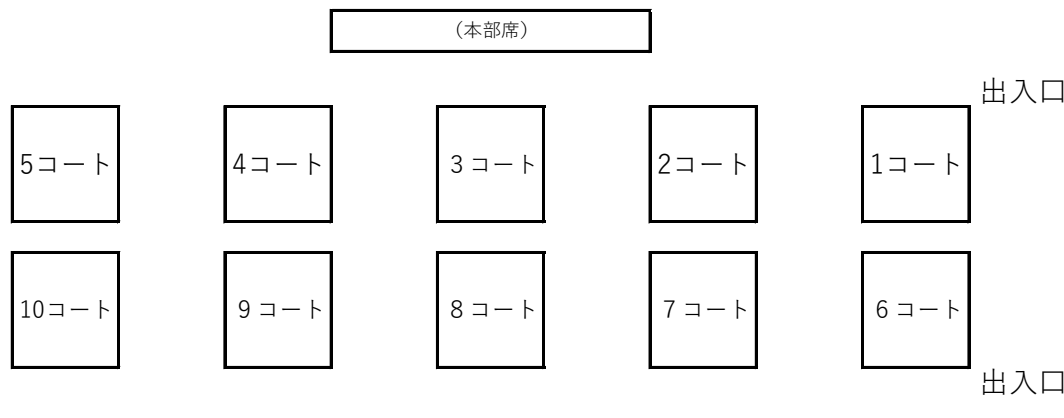 （本部席）
出入口
5コート
4コート
3 コート
2コート
1コート
10コート
9 コート
8 コート
7 コート
6 コート
出入口